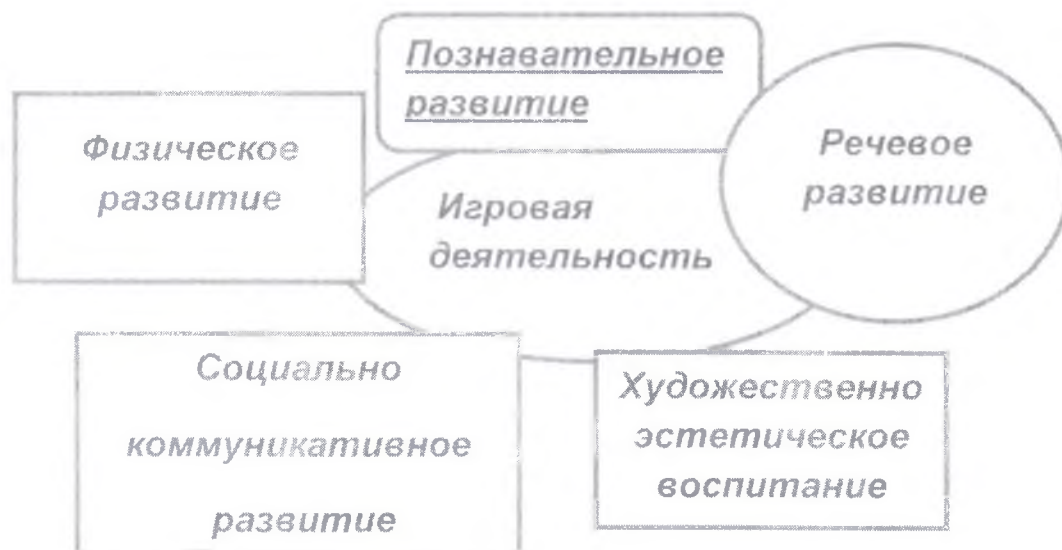 Познавательное
развитие
Физическое
развитие
Речевое
развитие
Игровая
деятельность
Социально
коммуникативное
развитие
Художественно
эстетическое
воспитание